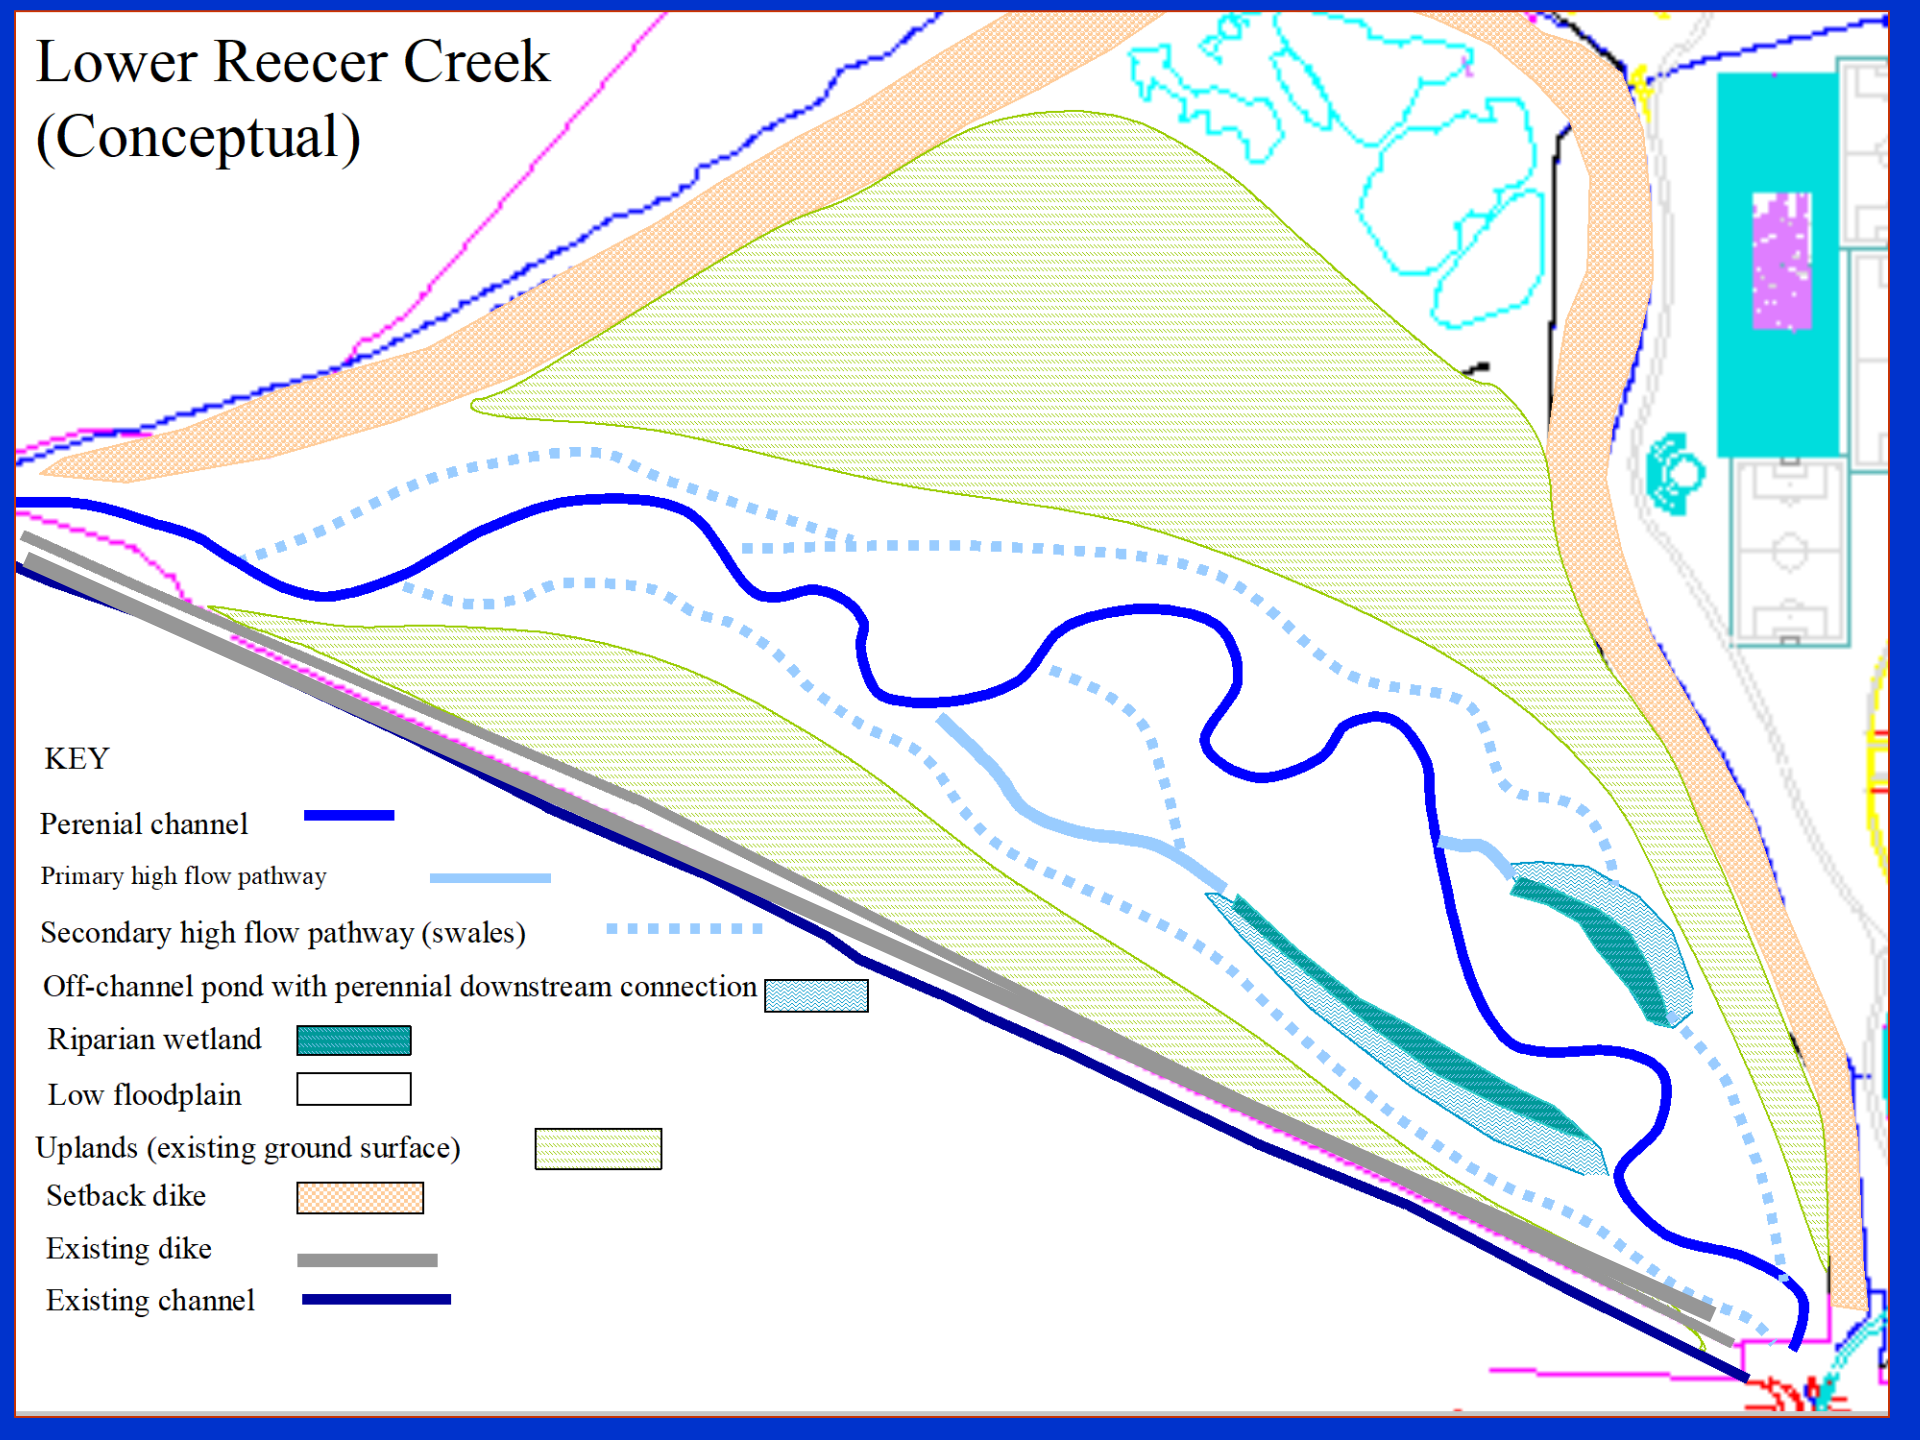 Lower Reecer Creek
(Conceptual)
KEY
Perenial channel
Primary high flow pathway
Secondary high flow pathway (swales)
Off-channel pond with perennial downstream connection
Riparian wetland
Low floodplain
Uplands (existing ground surface)
Setback dike
Existing dike
Existing channel